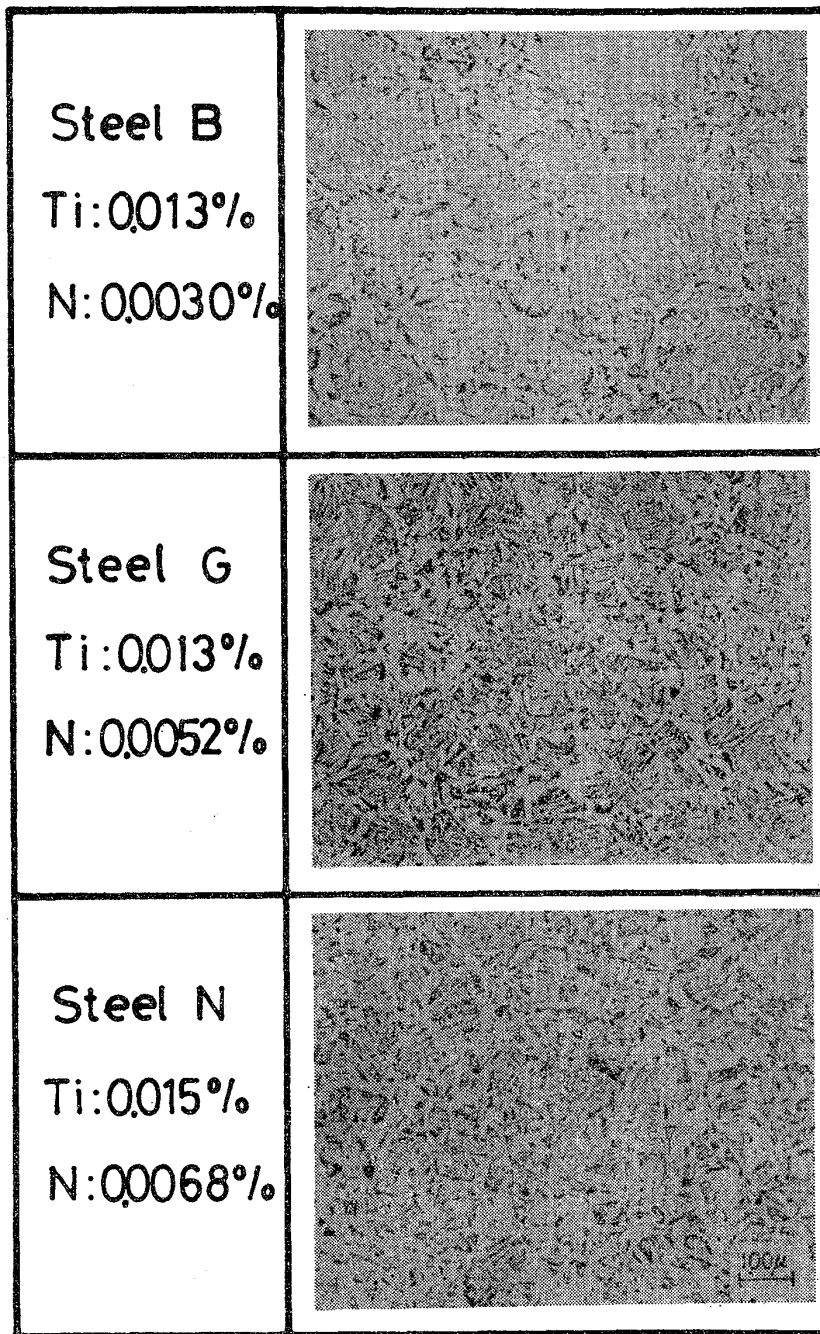 Steel B
Ti:0.013%
N:0.0030%
Steel G
Ti:0.013%
N:0.0052%
Steel N
Ti:0.015%
N:0.0068%
100μ